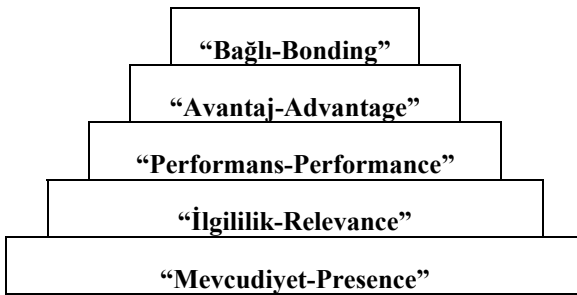 “Bağlı-Bonding”
“Avantaj-Advantage”
“Performans-Performance”
“İlgililik-Relevance”
“Mevcudiyet-Presence”